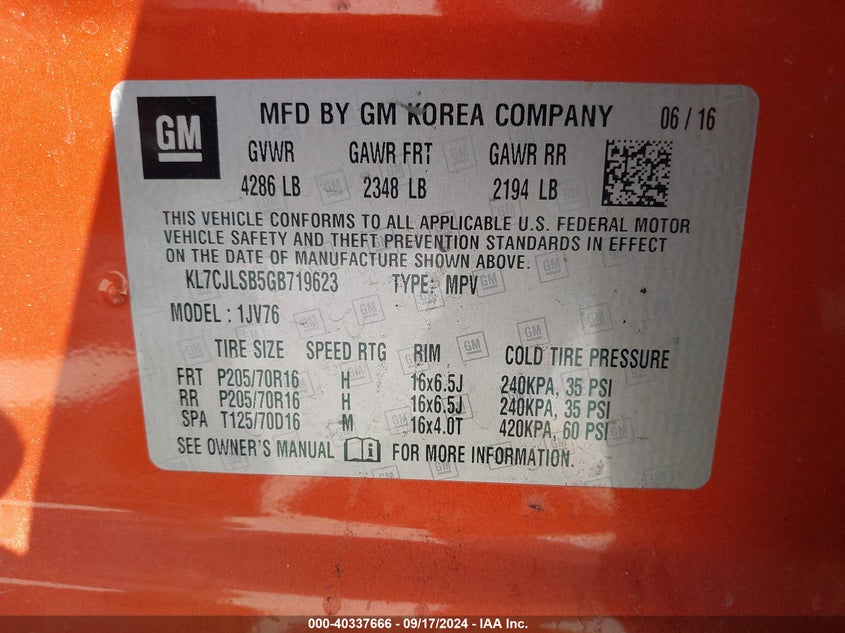 GM MFD BY GM KOREA COMPANY 06 / 16
GVWR GAWR FRT GAWR RR
4286 LB 2348 LB 2194 LB
THIS VEHICLE CONFORMS TO ALL APPLICABLE U.S. FEDERAL MOTOR
VEHICLE SAFETY AND THEFT PREVENTION STANDARDS IN EFFECT
ON THE DATE OF MANUFACTURE SHOWN ABOVE.
KL7CJLSB5GB719623 TYPE: MPV
MODEL : 1JV76
TIRE SIZE SPEED RTG RIM COLD TIRE PRESSURE
FRT P205/70R16 H 16x6.5J 240KPA, 35 PSI
RR P205/70R16 H 16x6.5J 240KPA, 35 PSI
SPA T125/70D16 M 16x4.0T 420KPA, 60 PSI
SEE OWNER'S MANUAL FOR MORE INFORMATION.
000-40337666 - 09/17/2024 - IAA Inc.